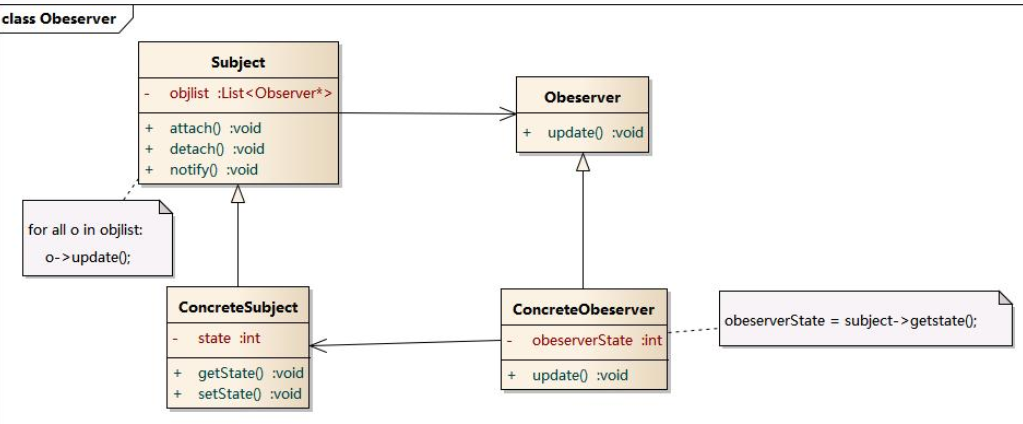 class Obeserver
Subject
- objlist :List<Observer*>
+ attach() :void
+ detach() :void
+ notify() :void
Obeserver
+ update() :void
for all o in objlist:
o->update();
ConcreteSubject
- state :int
+ getState() :void
+ setState() :void
ConcreteObeserver
- obeserverState :int
+ update() :void
obeserverState = subject->getstate();